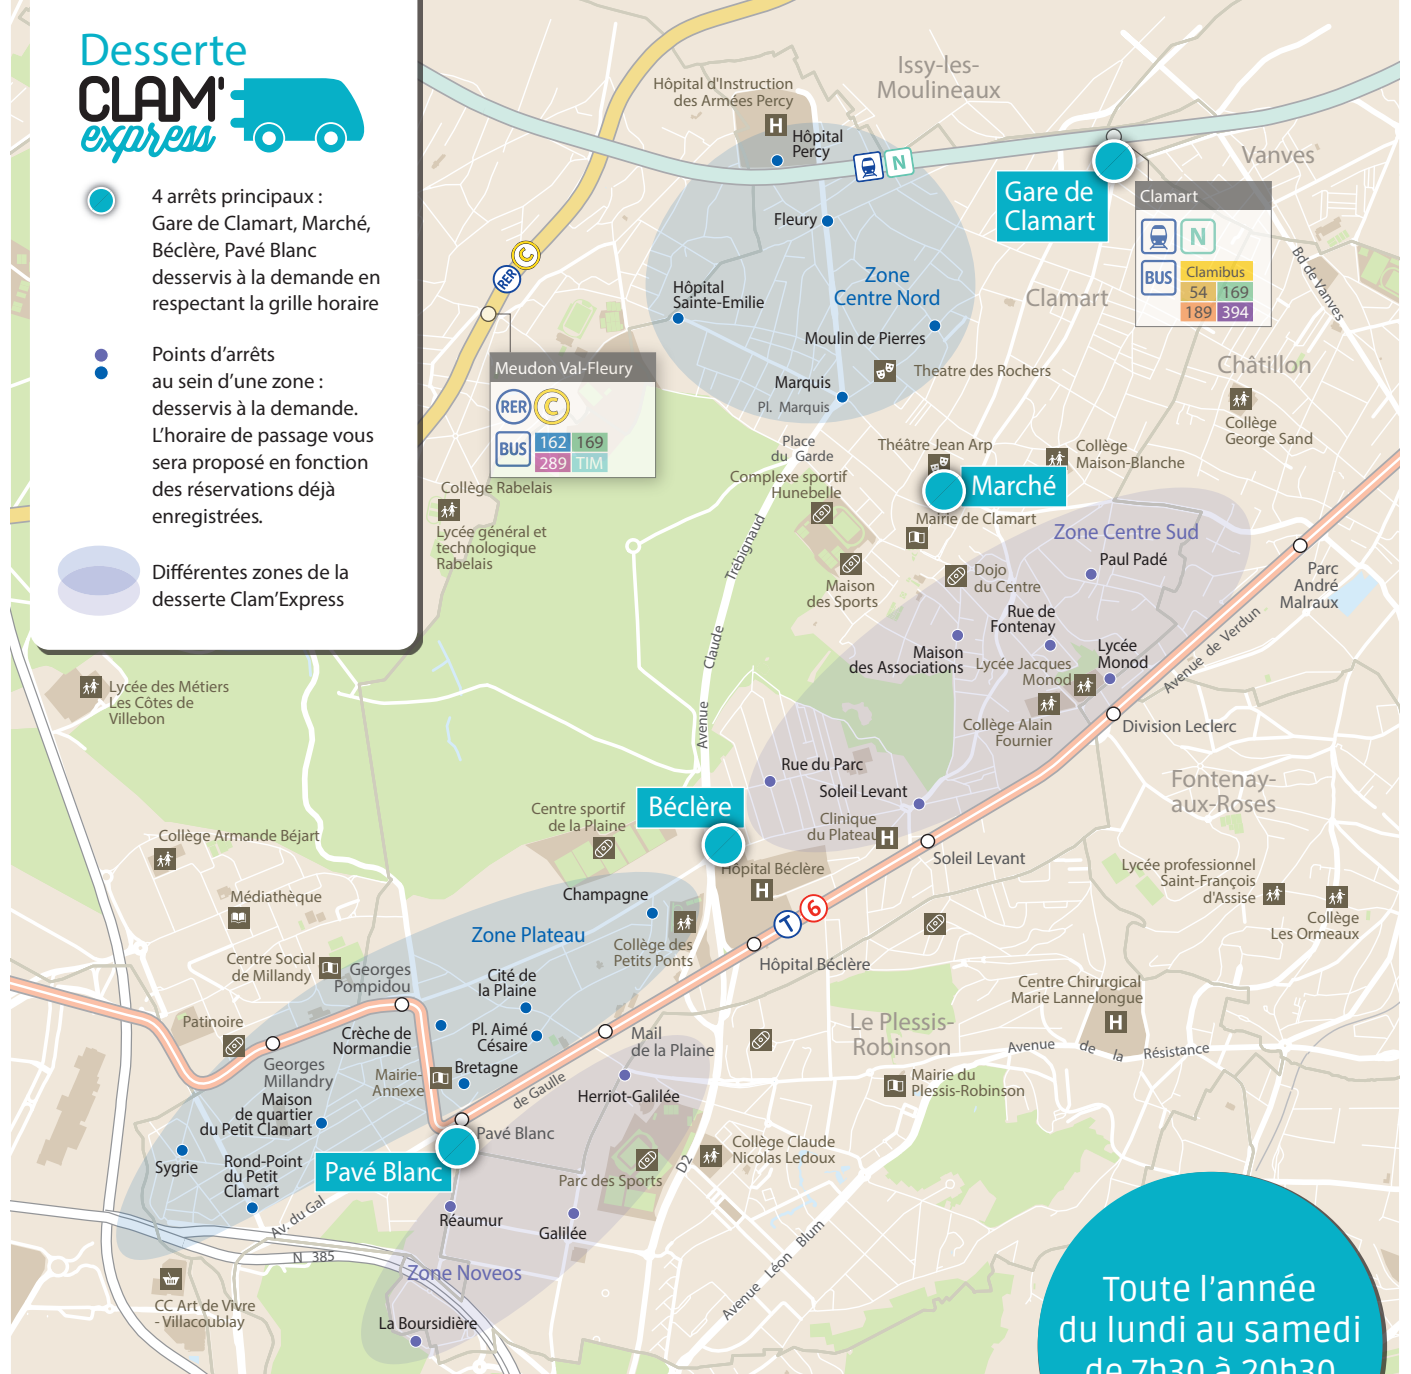 Desserte
CLAM'
express
4 arrêts principaux :
Gare de Clamart, Marché,
Béclère, Pavé Blanc
desservis à la demande en
respectant la grille horaire
Points d'arrêts
au sein d'une zone :
desservis à la demande.
L'horaire de passage vous
sera proposé en fonction
des réservations déjà
enregistrées.
Différentes zones de la
desserte Clam'Express
Issy-les-
Moulineaux
Hôpital d'Instruction
des Armées Percy
H
Hôpital
Percy
N
Vanves
Gare de
Clamart
Clamart
N
BUS
Clamibus
54 169
189 394
Bd de Vanves
Fleury
Zone
Centre Nord
Clamart
RER C
Hôpital
Sainte-Emilie
Moulin de Pierres
Meudon Val-Fleury
RER C
BUS
162 169
289 TIM
Theatre des Rochers
Châtillon
Marquis
Pl. Marquis
Collège
George Sand
Place
du Garde
Théâtre Jean Arp
Collège
Maison-Blanche
Complexe sportif
Hunebelle
Marché
Collège Rabelais
Lycée général et
technologique
Rabelais
Mairie de Clamart
Zone Centre Sud
Paul Padé
Avenue Claude Trébignaud
Maison
des Sports
Dojo
du Centre
Parc
André
Malraux
Rue de
Fontenay
Maison
des Associations
Lycée
Monod
Lycée Jacques
Monod
Avenue de Verdun
Lycée des Métiers
Les Côtes de
Villebon
Collège Alain
Fournier
Division Leclerc
Rue du Parc
Soleil Levant
Fontenay-
aux-Roses
Béclère
Centre sportif
de la Plaine
Clinique
du Plateau
H
Soleil Levant
Collège Armande Béjart
Hôpital Béclère
H
Lycée professionnel
Saint-François
d'Assise
Médiathèque
Champagne
T 6
Collège
Les Ormeaux
Zone Plateau
Collège des
Petits Ponts
Centre Social
de Millandy
Georges
Pompidou
Cité de
la Plaine
Hôpital Béclère
Centre Chirurgical
Marie Lannelongue
H
Patinoire
Crèche de
Normandie
Pl. Aimé
Césaire
Mail
de la Plaine
Le Plessis-
Robinson
Avenue de la Résistance
Georges
Millandry
Mairie-
Annexe
Bretagne
de Gaulle
Herriot-Galilée
Mairie du
Plessis-Robinson
Maison
de quartier
du Petit Clamart
Pavé Blanc
Collège Claude
Nicolas Ledoux
Sygrie
Rond-Point
du Petit
Clamart
Pavé Blanc
Parc des Sports
D2
Av. du Gal
Réaumur
Galilée
N 385
Zone Noveos
Avenue Léon Blum
CC Art de Vivre
- Villacoublay
La Boursidière
Toute l'année
du lundi au samedi
de 7h30 à 20h30